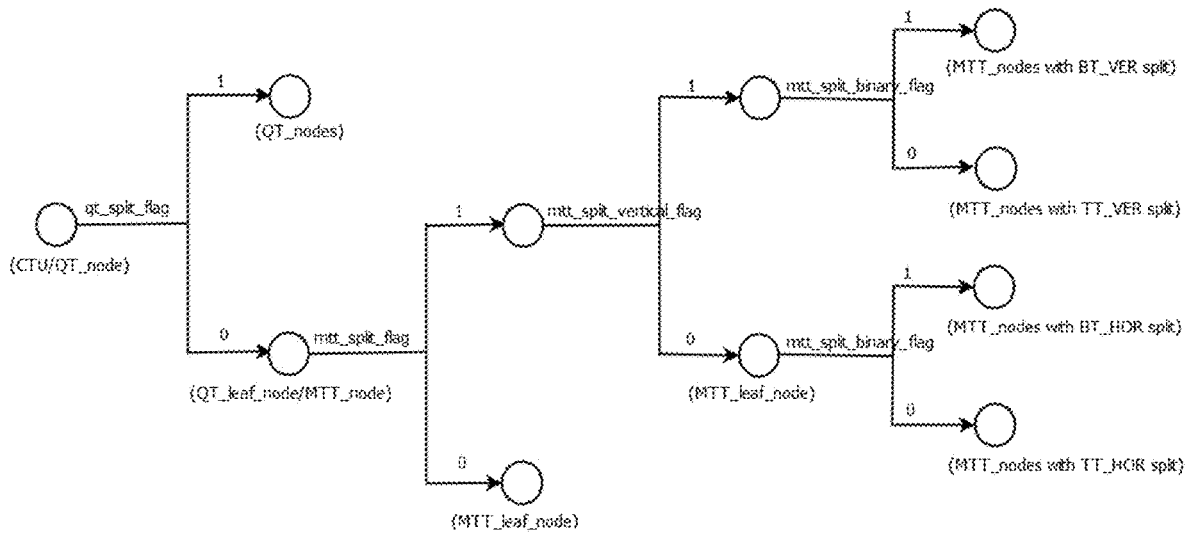 1
(MTT_nodes with BT_VER split)
1
mtt_split_binary_flag
1
(QT_nodes)
0
(MTT_nodes with TT_VER split)
qt_split_flag
(CTU/QT_node)
1
mtt_split_vertical_flag
1
(MTT_nodes with BT_HOR split)
0
mtt_split_flag
(QT_leaf_node/MTT_node)
0
mtt_split_binary_flag
(MTT_leaf_node)
0
(MTT_nodes with TT_HOR split)
0
(MTT_leaf_node)